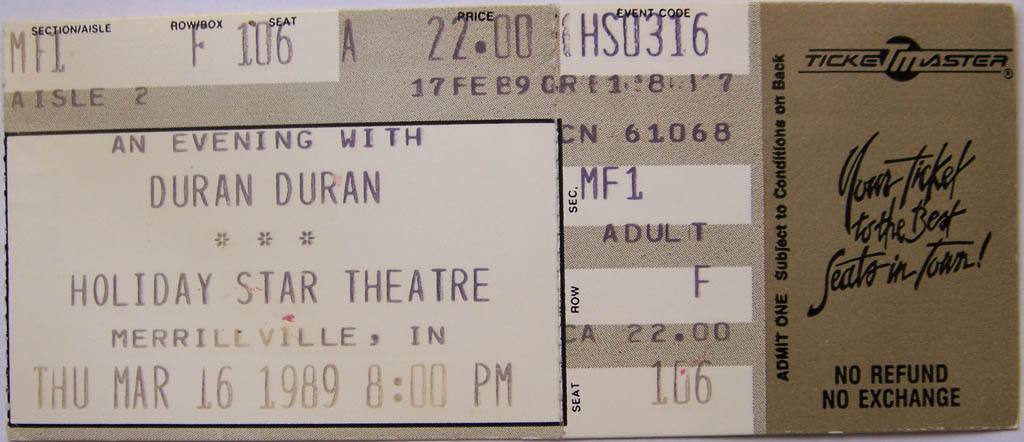 SECTION/AISLE ROW/BOX SEAT PRICE EVENT CODE
MF1 F 106 A 22.00 HS0316
AISLE 2 17FEB9
AN EVENING WITH
DURAN DURAN
* * *
HOLIDAY STAR THEATRE
MERRILLVILLE, IN
THU MAR 16 1989 8:00 PM
CN 61068
SEC. MF1
ADULT
ROW F
CA 22.00
SEAT 106
ADMIT ONE Subject to Conditions on Back
TICKETMASTER®
Your Ticket
to the Best
Seats in Town!
NO REFUND
NO EXCHANGE